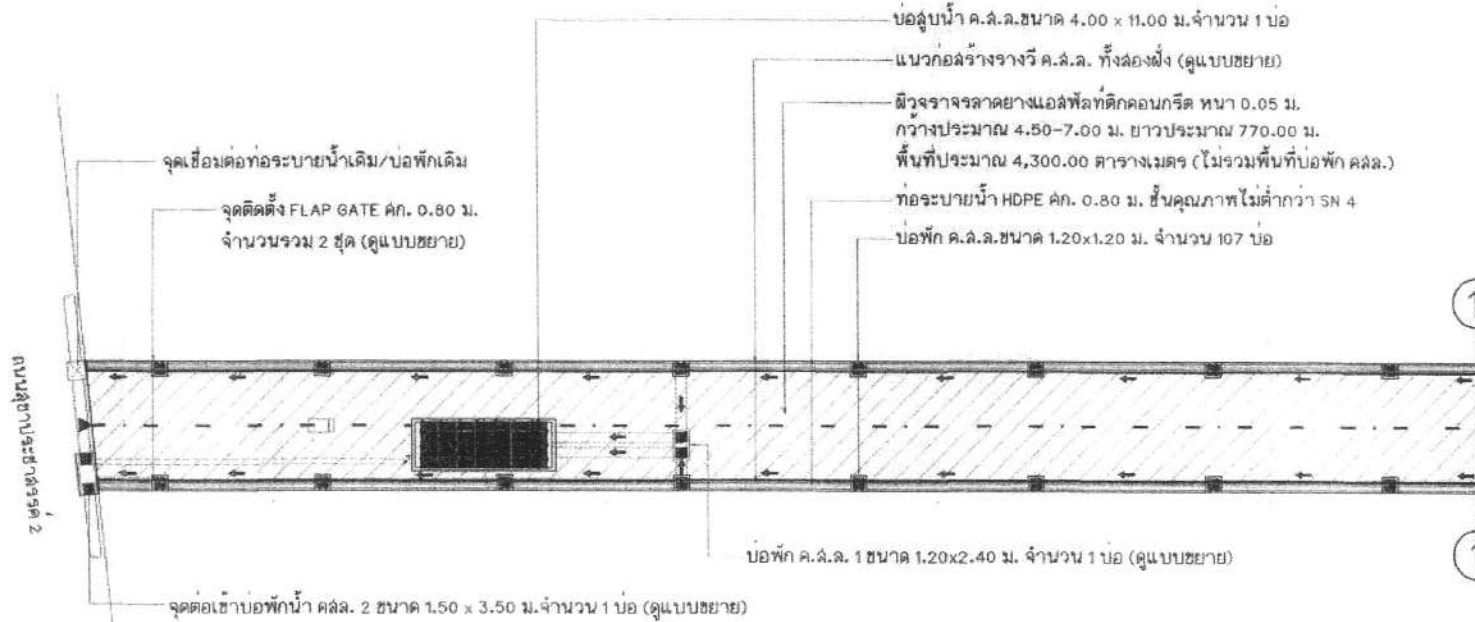 บ่อสูบน้ำ ค.ส.ล.ขนาด 4.00 x 11.00 ม.จำนวน 1 บ่อ
แนวก่อสร้างรางวี ค.ส.ล. ทั้งสองฝั่ง (ดูแบบขยาย)
ผิวจราจรลาดยางแอสฟัลท์ติกคอนกรีต หนา 0.05 ม.
กว้างประมาณ 4.50-7.00 ม. ยาวประมาณ 770.00 ม.
พื้นที่ประมาณ 4,300.00 ตารางเมตร (ไม่รวมพื้นที่บ่อพัก คสล.)
ท่อระบายน้ำ HDPE ศก. 0.80 ม. ชั้นคุณภาพไม่ต่ำกว่า SN 4
บ่อพัก ค.ส.ล.ขนาด 1.20x1.20 ม. จำนวน 107 บ่อ
จุดเชื่อมต่อท่อระบายน้ำเดิม/บ่อพักเดิม
จุดติดตั้ง FLAP GATE ศก. 0.80 ม.
จำนวนรวม 2 ชุด (ดูแบบขยาย)
1
ถนนสุขาประชาสรรค์ 2
1
บ่อพัก ค.ส.ล. 1 ขนาด 1.20x2.40 ม. จำนวน 1 บ่อ (ดูแบบขยาย)
จุดต่อเข้าบ่อพักน้ำ คสล. 2 ขนาด 1.50 x 3.50 ม.จำนวน 1 บ่อ (ดูแบบขยาย)